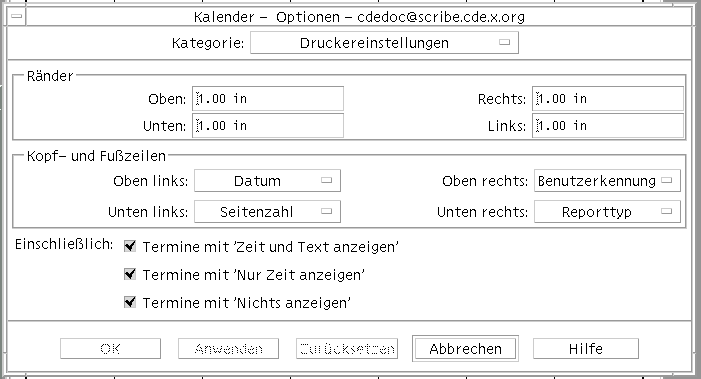 Kalender – Optionen – cdedoc@scribe.cde.x.org
Kategorie: Druckereinstellungen
Ränder
Oben: 1.00 in Rechts: 1.00 in
Unten: 1.00 in Links: 1.00 in
Kopf– und Fußzeilen
Oben links: Datum Oben rechts: Benutzerkennung
Unten links: Seitenzahl Unten rechts: Reporttyp
Einschließlich: Termine mit 'Zeit und Text anzeigen'
Termine mit 'Nur Zeit anzeigen'
Termine mit 'Nichts anzeigen'
OK Anwenden Zurücksetzen Abbrechen Hilfe